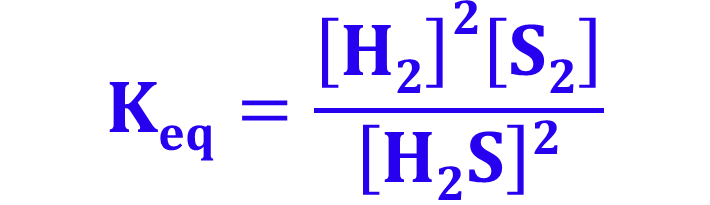 K_eq = [H_2]^2[S_2] / [H_2S]^2